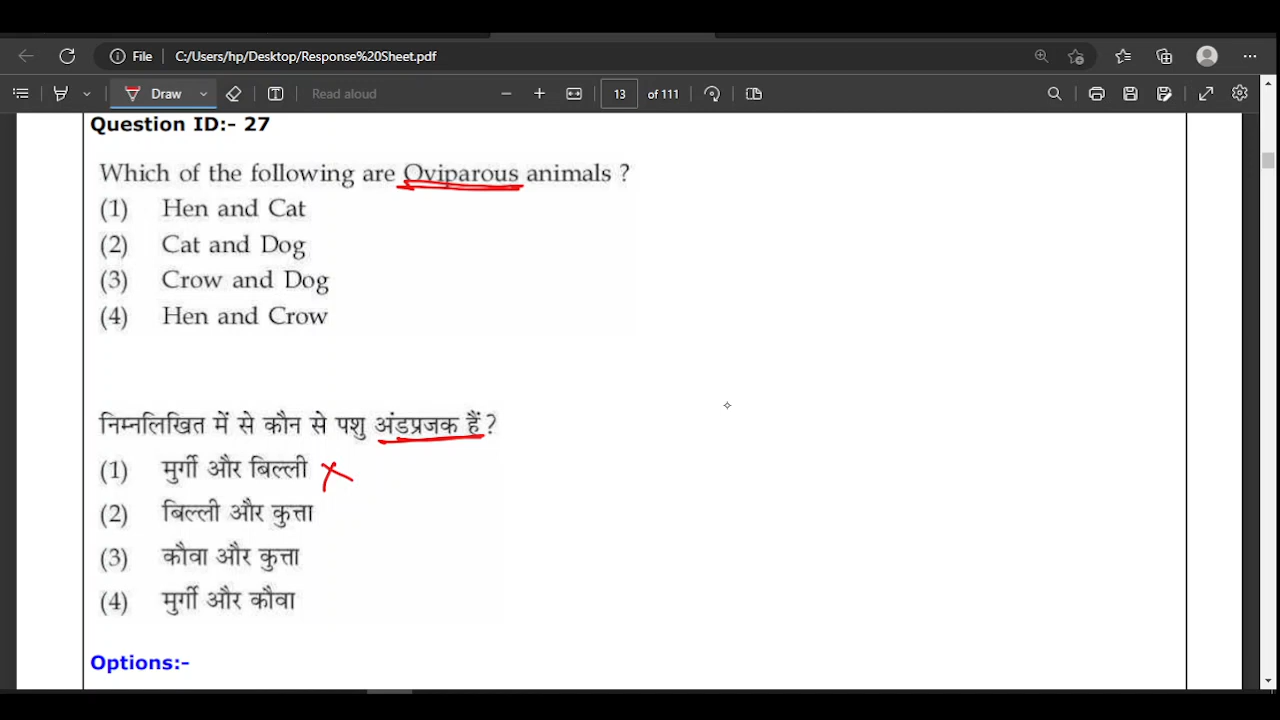 File C:/Users/hp/Desktop/Response%20Sheet.pdf
Draw Read aloud 13 of 111
Question ID:- 27
Which of the following are Oviparous animals ?
(1) Hen and Cat
(2) Cat and Dog
(3) Crow and Dog
(4) Hen and Crow
निम्नलिखित में से कौन से पशु अंडप्रजक हैं?
(1) मुर्गी और बिल्ली
(2) बिल्ली और कुत्ता
(3) कौवा और कुत्ता
(4) मुर्गी और कौवा
Options:-